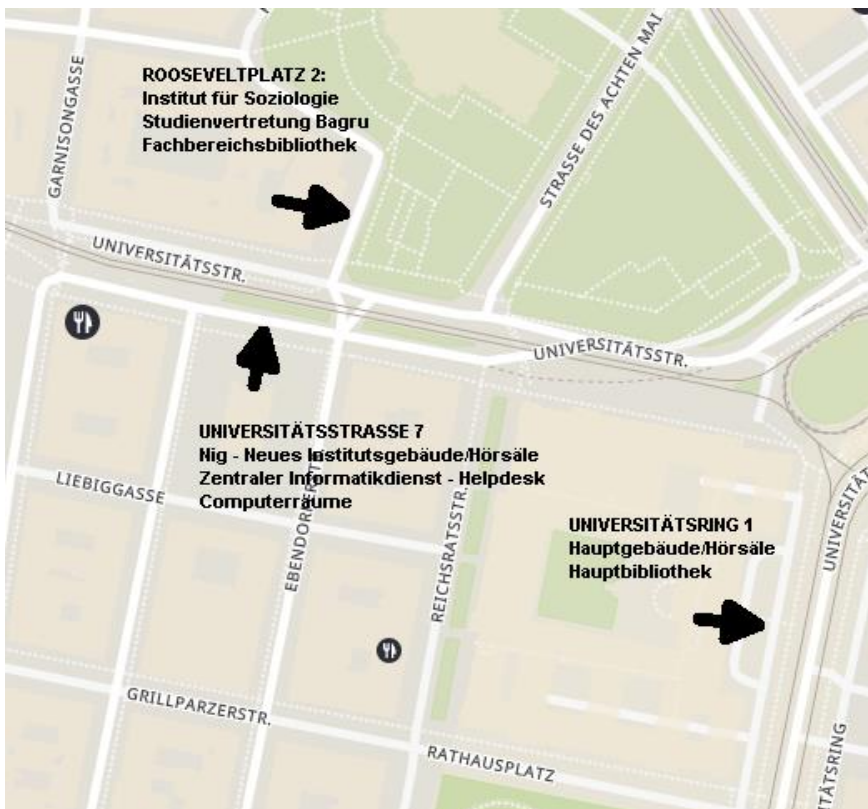 ROOSEVELTPLATZ 2:
Institut für Soziologie
Studienvertretung Bagru
Fachbereichsbibliothek
GARNISONGASSE
STRASSE DES ACHTEN MAI
UNIVERSITÄTSSTR.
UNIVERSITÄTSSTR.
UNIVERSITÄTSSTRASSE 7
Nig - Neues Institutsgebäude/Hörsäle
Zentraler Informatikdienst - Helpdesk
Computerräume
LIEBIGGASSE
REICHSRATSSTR.
UNIVERSITÄTSRING 1
Hauptgebäude/Hörsäle
Hauptbibliothek
GRILLPARZERSTR.
RATHAUSPLATZ